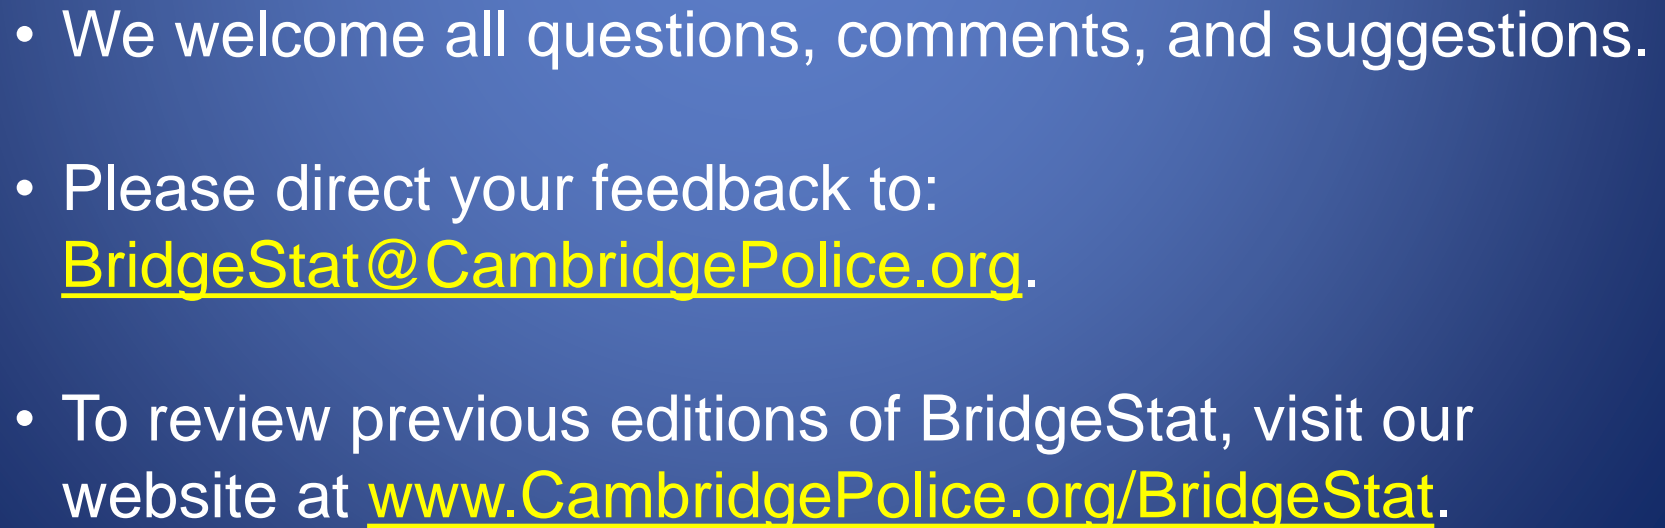 • We welcome all questions, comments, and suggestions.
• Please direct your feedback to:
BridgeStat@CambridgePolice.org.
• To review previous editions of BridgeStat, visit our
website at www.CambridgePolice.org/BridgeStat.